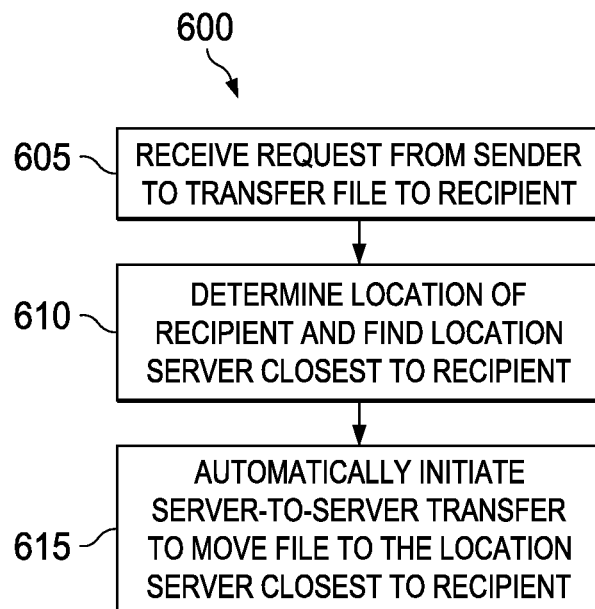 600
605
RECEIVE REQUEST FROM SENDER
TO TRANSFER FILE TO RECIPIENT
610
DETERMINE LOCATION OF
RECIPIENT AND FIND LOCATION
SERVER CLOSEST TO RECIPIENT
615
AUTOMATICALLY INITIATE
SERVER-TO-SERVER TRANSFER
TO MOVE FILE TO THE LOCATION
SERVER CLOSEST TO RECIPIENT